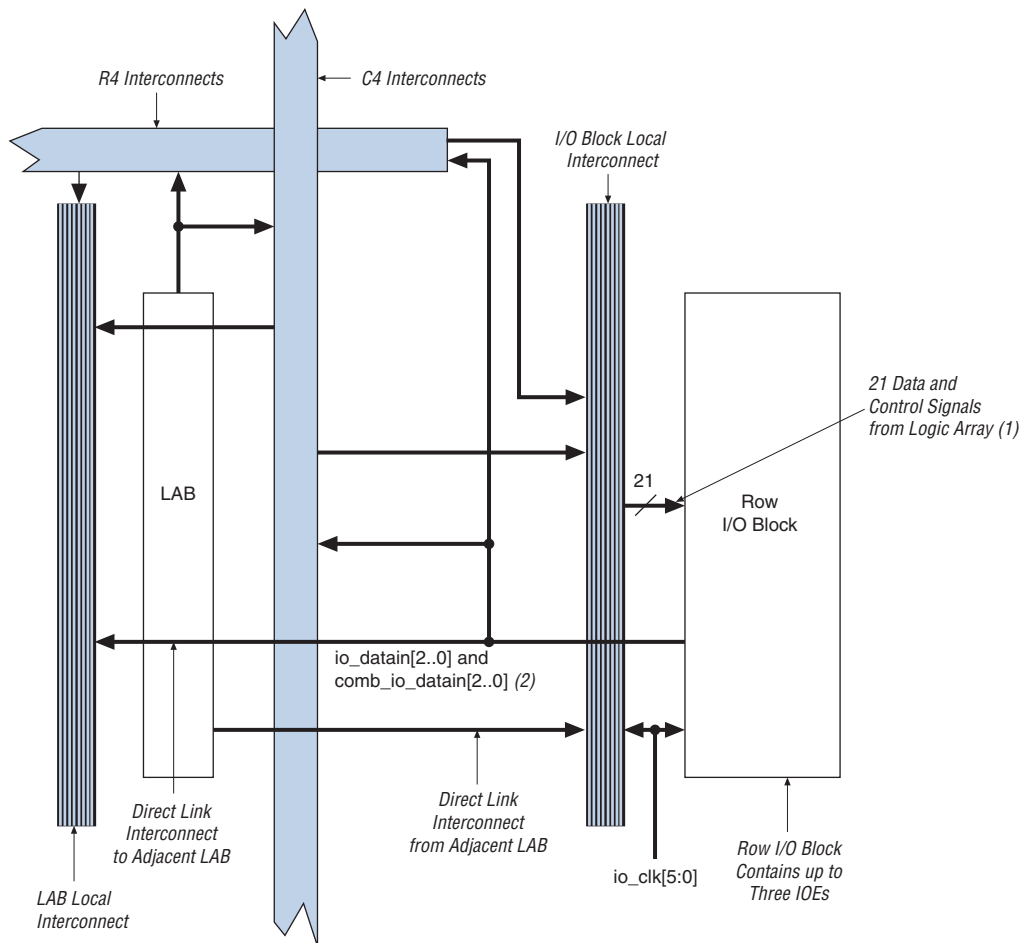 R4 Interconnects
C4 Interconnects
I/O Block Local
Interconnect
21 Data and
Control Signals
from Logic Array (1)
21
LAB
Row
I/O Block
io_datain[2..0] and
comb_io_datain[2..0] (2)
Direct Link
Interconnect
to Adjacent LAB
Direct Link
Interconnect
from Adjacent LAB
io_clk[5:0]
Row I/O Block
Contains up to
Three IOEs
LAB Local
Interconnect